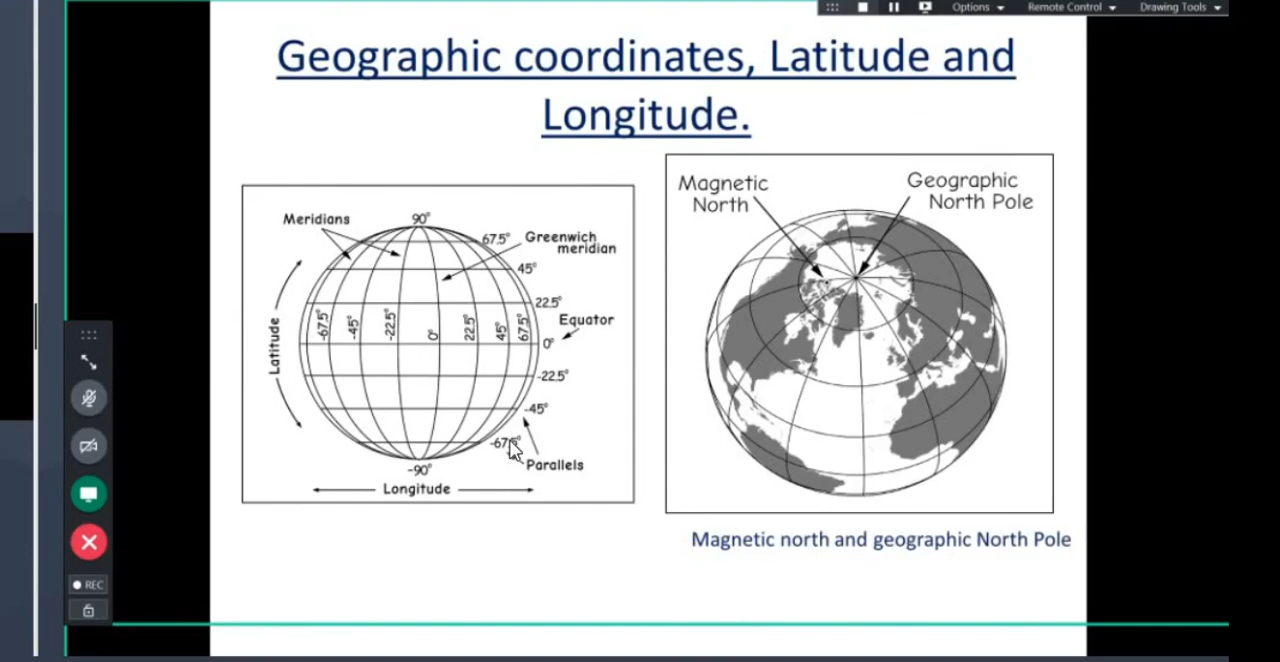 Options Remote Control Drawing Tools
Geographic coordinates, Latitude and
Longitude.
Meridians
90°
67.5°
Greenwich
meridian
45°
22.5°
Equator
Latitude
-67.5°
-45°
-22.5°
0°
22.5°
45°
67.5°
0°
-22.5°
-45°
-67.5°
Parallels
-90°
Longitude
Magnetic
North
Geographic
North Pole
Magnetic north and geographic North Pole
REC